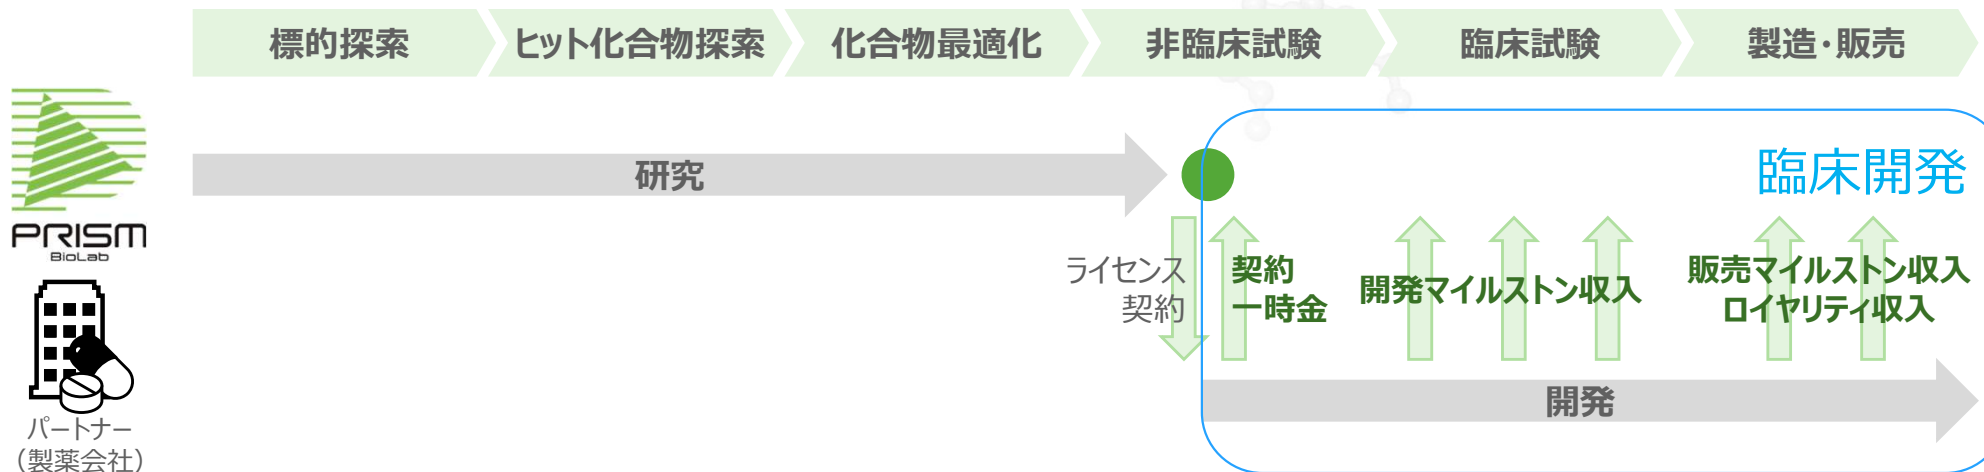 標的探索
ヒット化合物探索
化合物最適化
非臨床試験
臨床試験
製造・販売
PRISM
BioLab
研究
臨床開発
ライセンス
契約
契約
一時金
開発マイルストン収入
販売マイルストン収入
ロイヤリティ収入
開発
パートナー
（製薬会社）